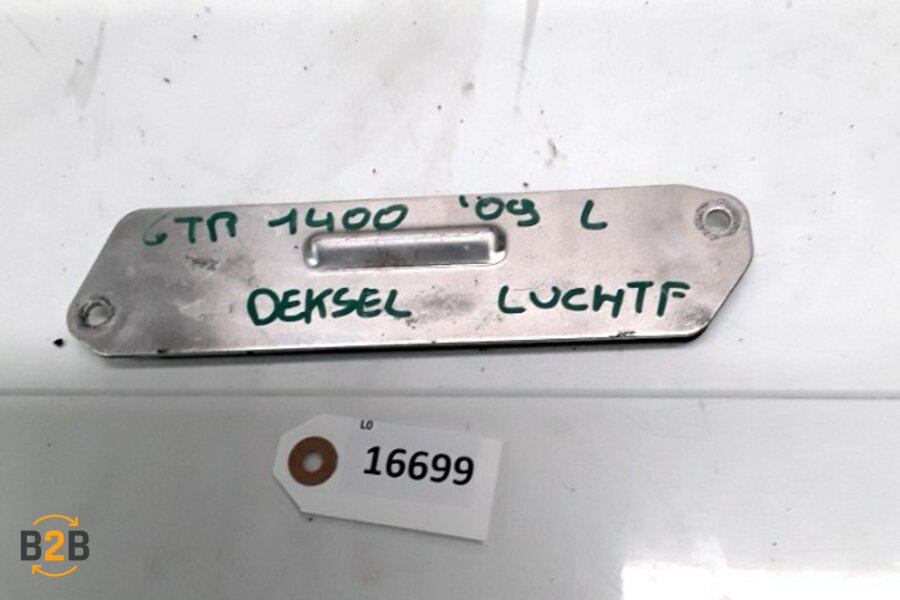 GTR 1400 '09 L
DEKSEL LUCHTF
LO
16699
B2B